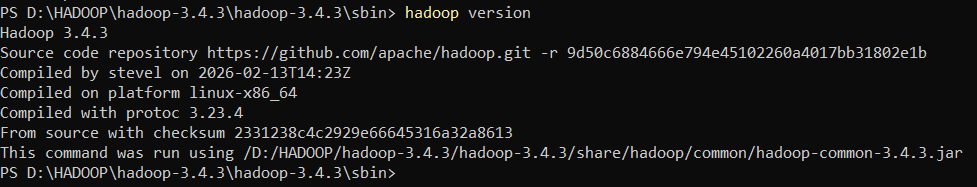 PS D:\HADOOP\hadoop-3.4.3\hadoop-3.4.3\sbin> hadoop version
Hadoop 3.4.3
Source code repository https://github.com/apache/hadoop.git -r 9d50c6884666e794e45102260a4017bb31802e1b
Compiled by stevel on 2026-02-13T14:23Z
Compiled on platform linux-x86_64
Compiled with protoc 3.23.4
From source with checksum 2331238c4c2929e66645316a32a8613
This command was run using /D:/HADOOP/hadoop-3.4.3/hadoop-3.4.3/share/hadoop/common/hadoop-common-3.4.3.jar
PS D:\HADOOP\hadoop-3.4.3\hadoop-3.4.3\sbin>